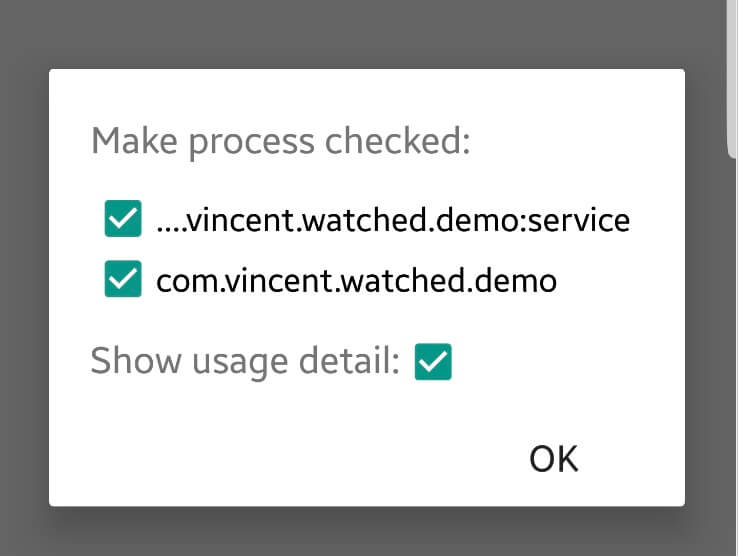 Make process checked:
....vincent.watched.demo:service
com.vincent.watched.demo
Show usage detail:
OK